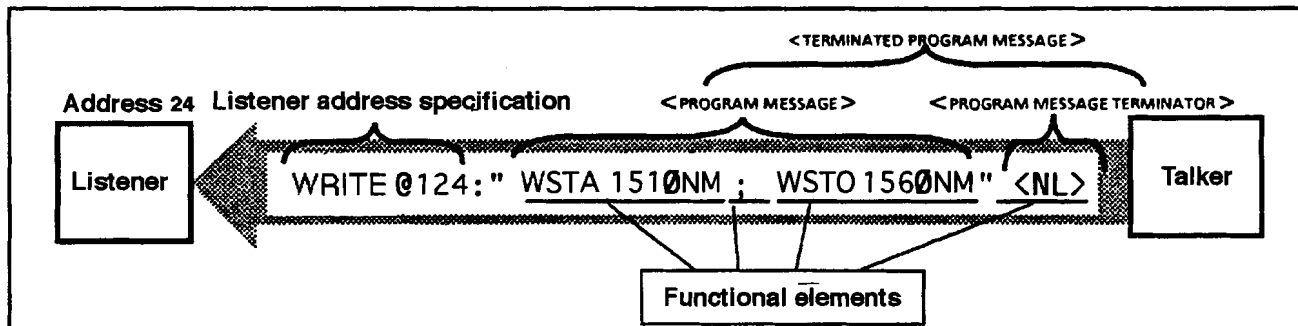 <TERMINATED PROGRAM MESSAGE>
Address 24 Listener address specification <PROGRAM MESSAGE> <PROGRAM MESSAGE TERMINATOR>
Listener WRITE @124:" WSTA 1510NM ; WSTO 1560NM" <NL> Talker
Functional elements